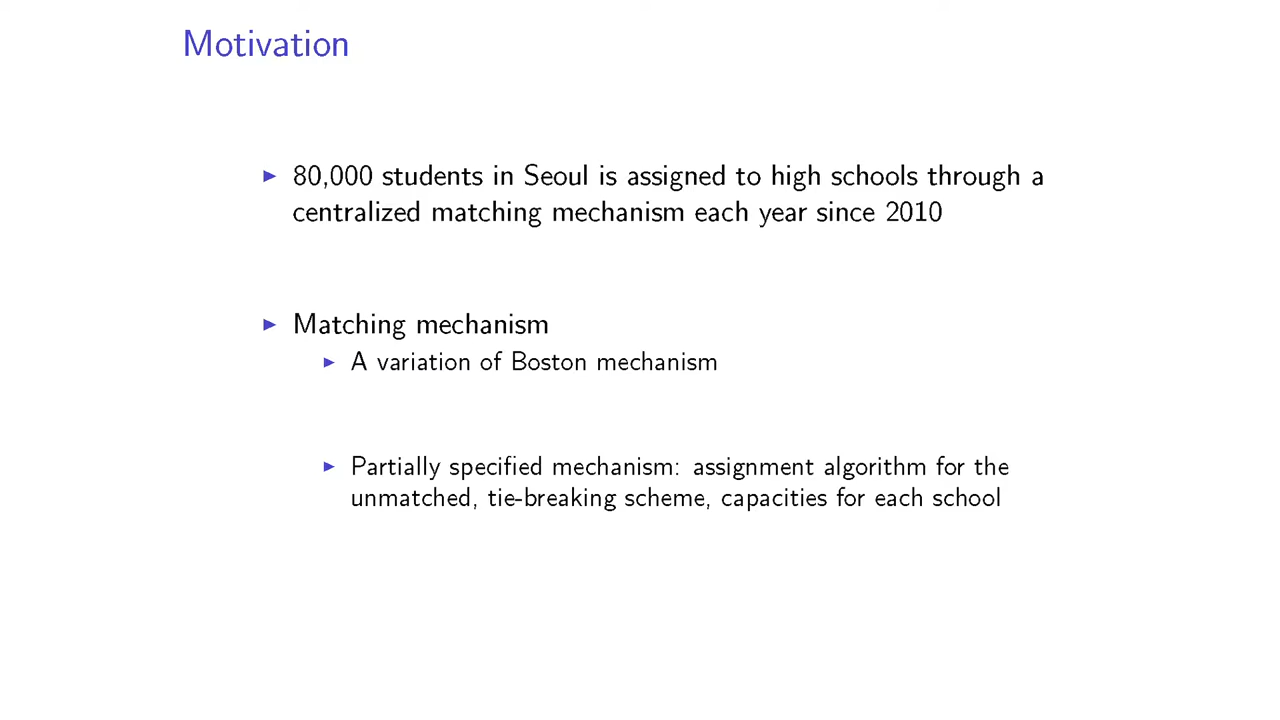 Motivation
▶ 80,000 students in Seoul is assigned to high schools through a
centralized matching mechanism each year since 2010
▶ Matching mechanism
▶ A variation of Boston mechanism
▶ Partially specified mechanism: assignment algorithm for the
unmatched, tie-breaking scheme, capacities for each school